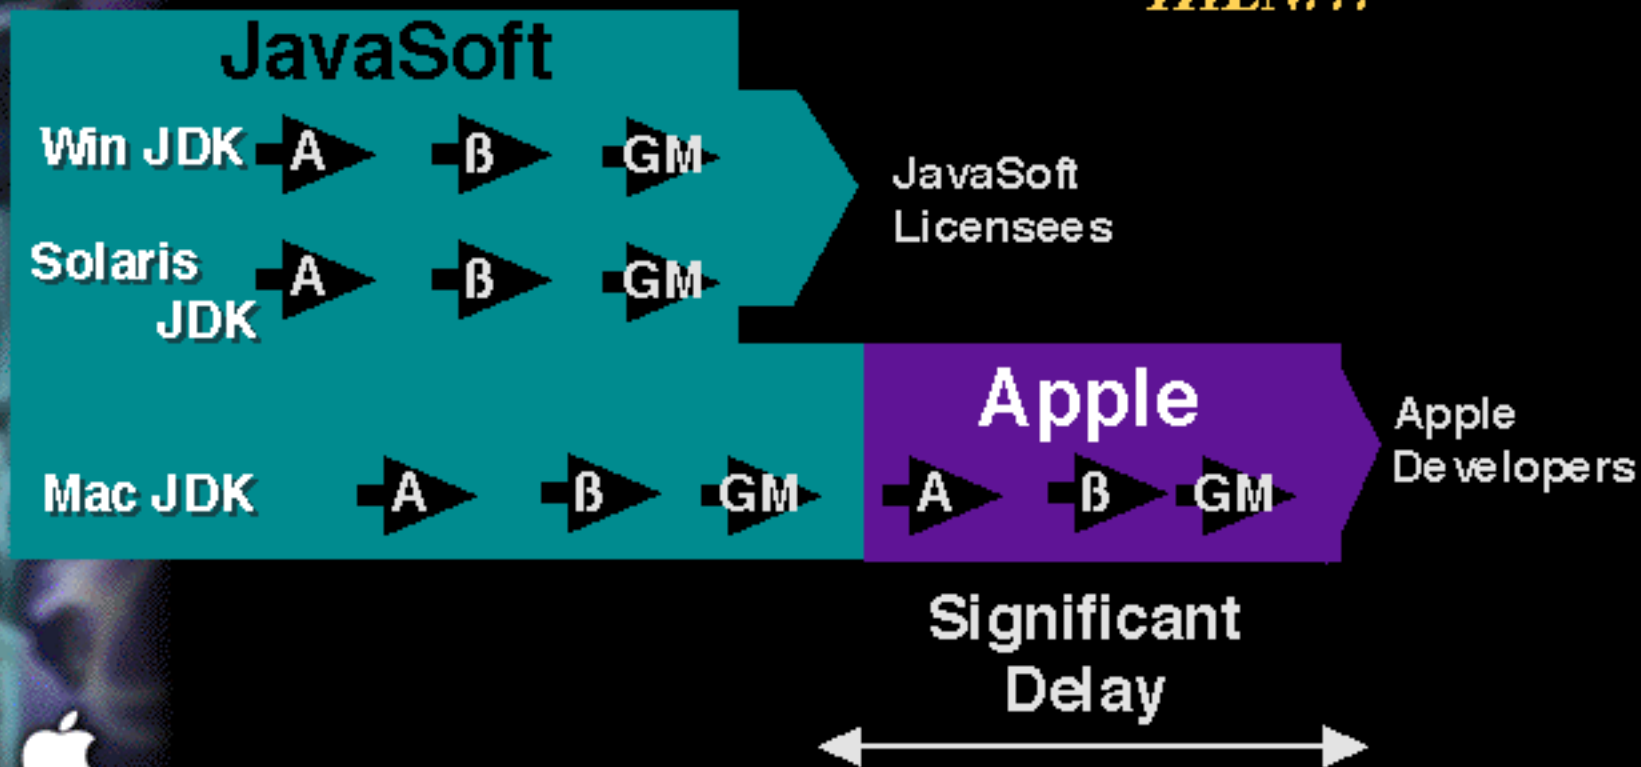 JavaSoft
Win JDK A ß GM
JavaSoft
Licensees
Solaris
JDK A ß GM
Apple
Apple
Developers
Mac JDK A ß GM A ß GM
Significant
Delay